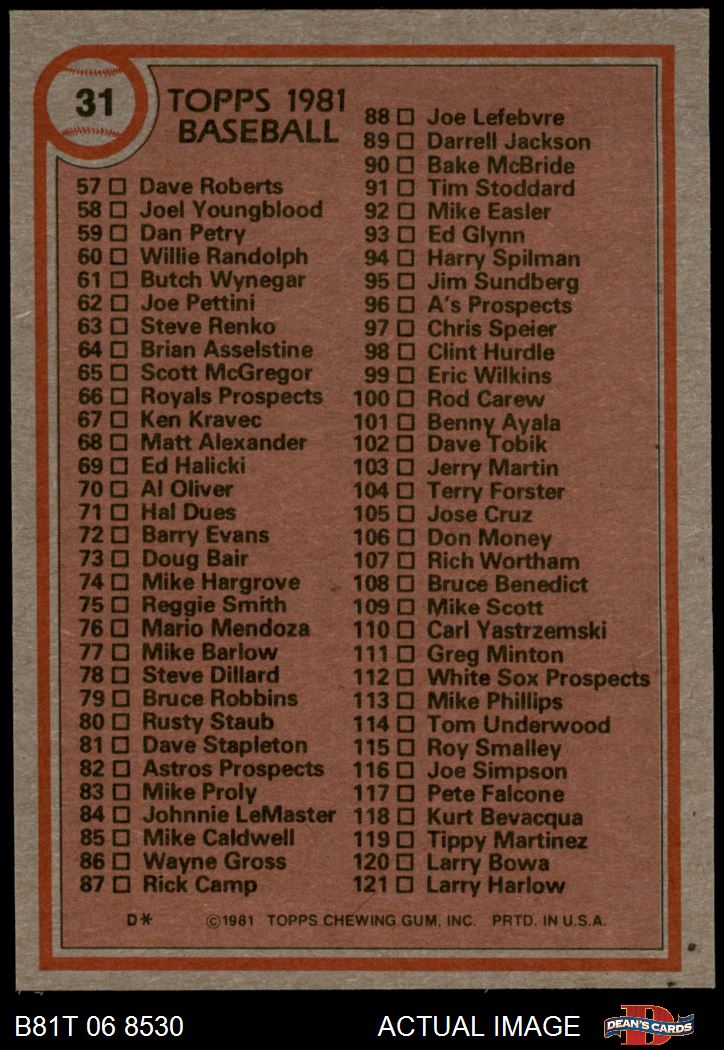 31
TOPPS 1981
BASEBALL
57 ☐ Dave Roberts
58 ☐ Joel Youngblood
59 ☐ Dan Petry
60 ☐ Willie Randolph
61 ☐ Butch Wynegar
62 ☐ Joe Pettini
63 ☐ Steve Renko
64 ☐ Brian Asselstine
65 ☐ Scott McGregor
66 ☐ Royals Prospects
67 ☐ Ken Kravec
68 ☐ Matt Alexander
69 ☐ Ed Halicki
70 ☐ Al Oliver
71 ☐ Hal Dues
72 ☐ Barry Evans
73 ☐ Doug Bair
74 ☐ Mike Hargrove
75 ☐ Reggie Smith
76 ☐ Mario Mendoza
77 ☐ Mike Barlow
78 ☐ Steve Dillard
79 ☐ Bruce Robbins
80 ☐ Rusty Staub
81 ☐ Dave Stapleton
82 ☐ Astros Prospects
83 ☐ Mike Proly
84 ☐ Johnnie LeMaster
85 ☐ Mike Caldwell
86 ☐ Wayne Gross
87 ☐ Rick Camp
88 ☐ Joe Lefebvre
89 ☐ Darrell Jackson
90 ☐ Bake McBride
91 ☐ Tim Stoddard
92 ☐ Mike Easler
93 ☐ Ed Glynn
94 ☐ Harry Spilman
95 ☐ Jim Sundberg
96 ☐ A's Prospects
97 ☐ Chris Speier
98 ☐ Clint Hurdle
99 ☐ Eric Wilkins
100 ☐ Rod Carew
101 ☐ Benny Ayala
102 ☐ Dave Tobik
103 ☐ Jerry Martin
104 ☐ Terry Forster
105 ☐ Jose Cruz
106 ☐ Don Money
107 ☐ Rich Wortham
108 ☐ Bruce Benedict
109 ☐ Mike Scott
110 ☐ Carl Yastrzemski
111 ☐ Greg Minton
112 ☐ White Sox Prospects
113 ☐ Mike Phillips
114 ☐ Tom Underwood
115 ☐ Roy Smalley
116 ☐ Joe Simpson
117 ☐ Pete Falcone
118 ☐ Kurt Bevacqua
119 ☐ Tippy Martinez
120 ☐ Larry Bowa
121 ☐ Larry Harlow
D* ©1981 TOPPS CHEWING GUM, INC. PRTD. IN U.S.A.
B81T 06 8530 ACTUAL IMAGE
D
DEAN'S CARDS